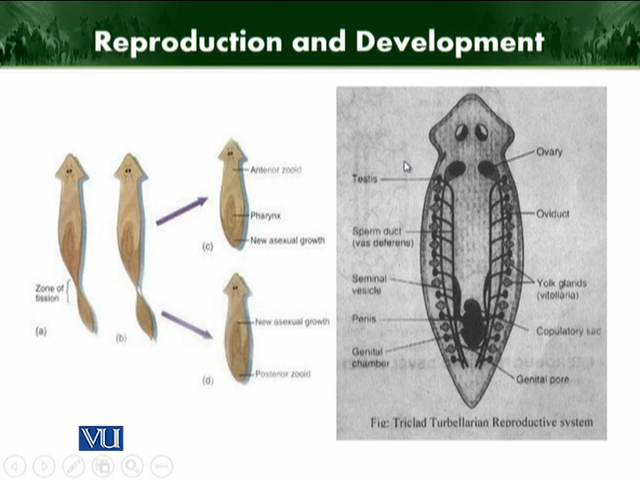 Reproduction and Development
Anterior zooid
Pharynx
New asexual growth
(c)
Zone of
fission
(a)
(b)
New asexual growth
Posterior zooid
(d)
Ovary
Testis
Oviduct
Sperm duct
(vas deferens)
Seminal
vesicle
Yolk glands
(vitellaria)
Penis
Copulatory sac
Genital
chamber
Genital pore
Fig: Triclad Turbellarian Reproductive system
VU